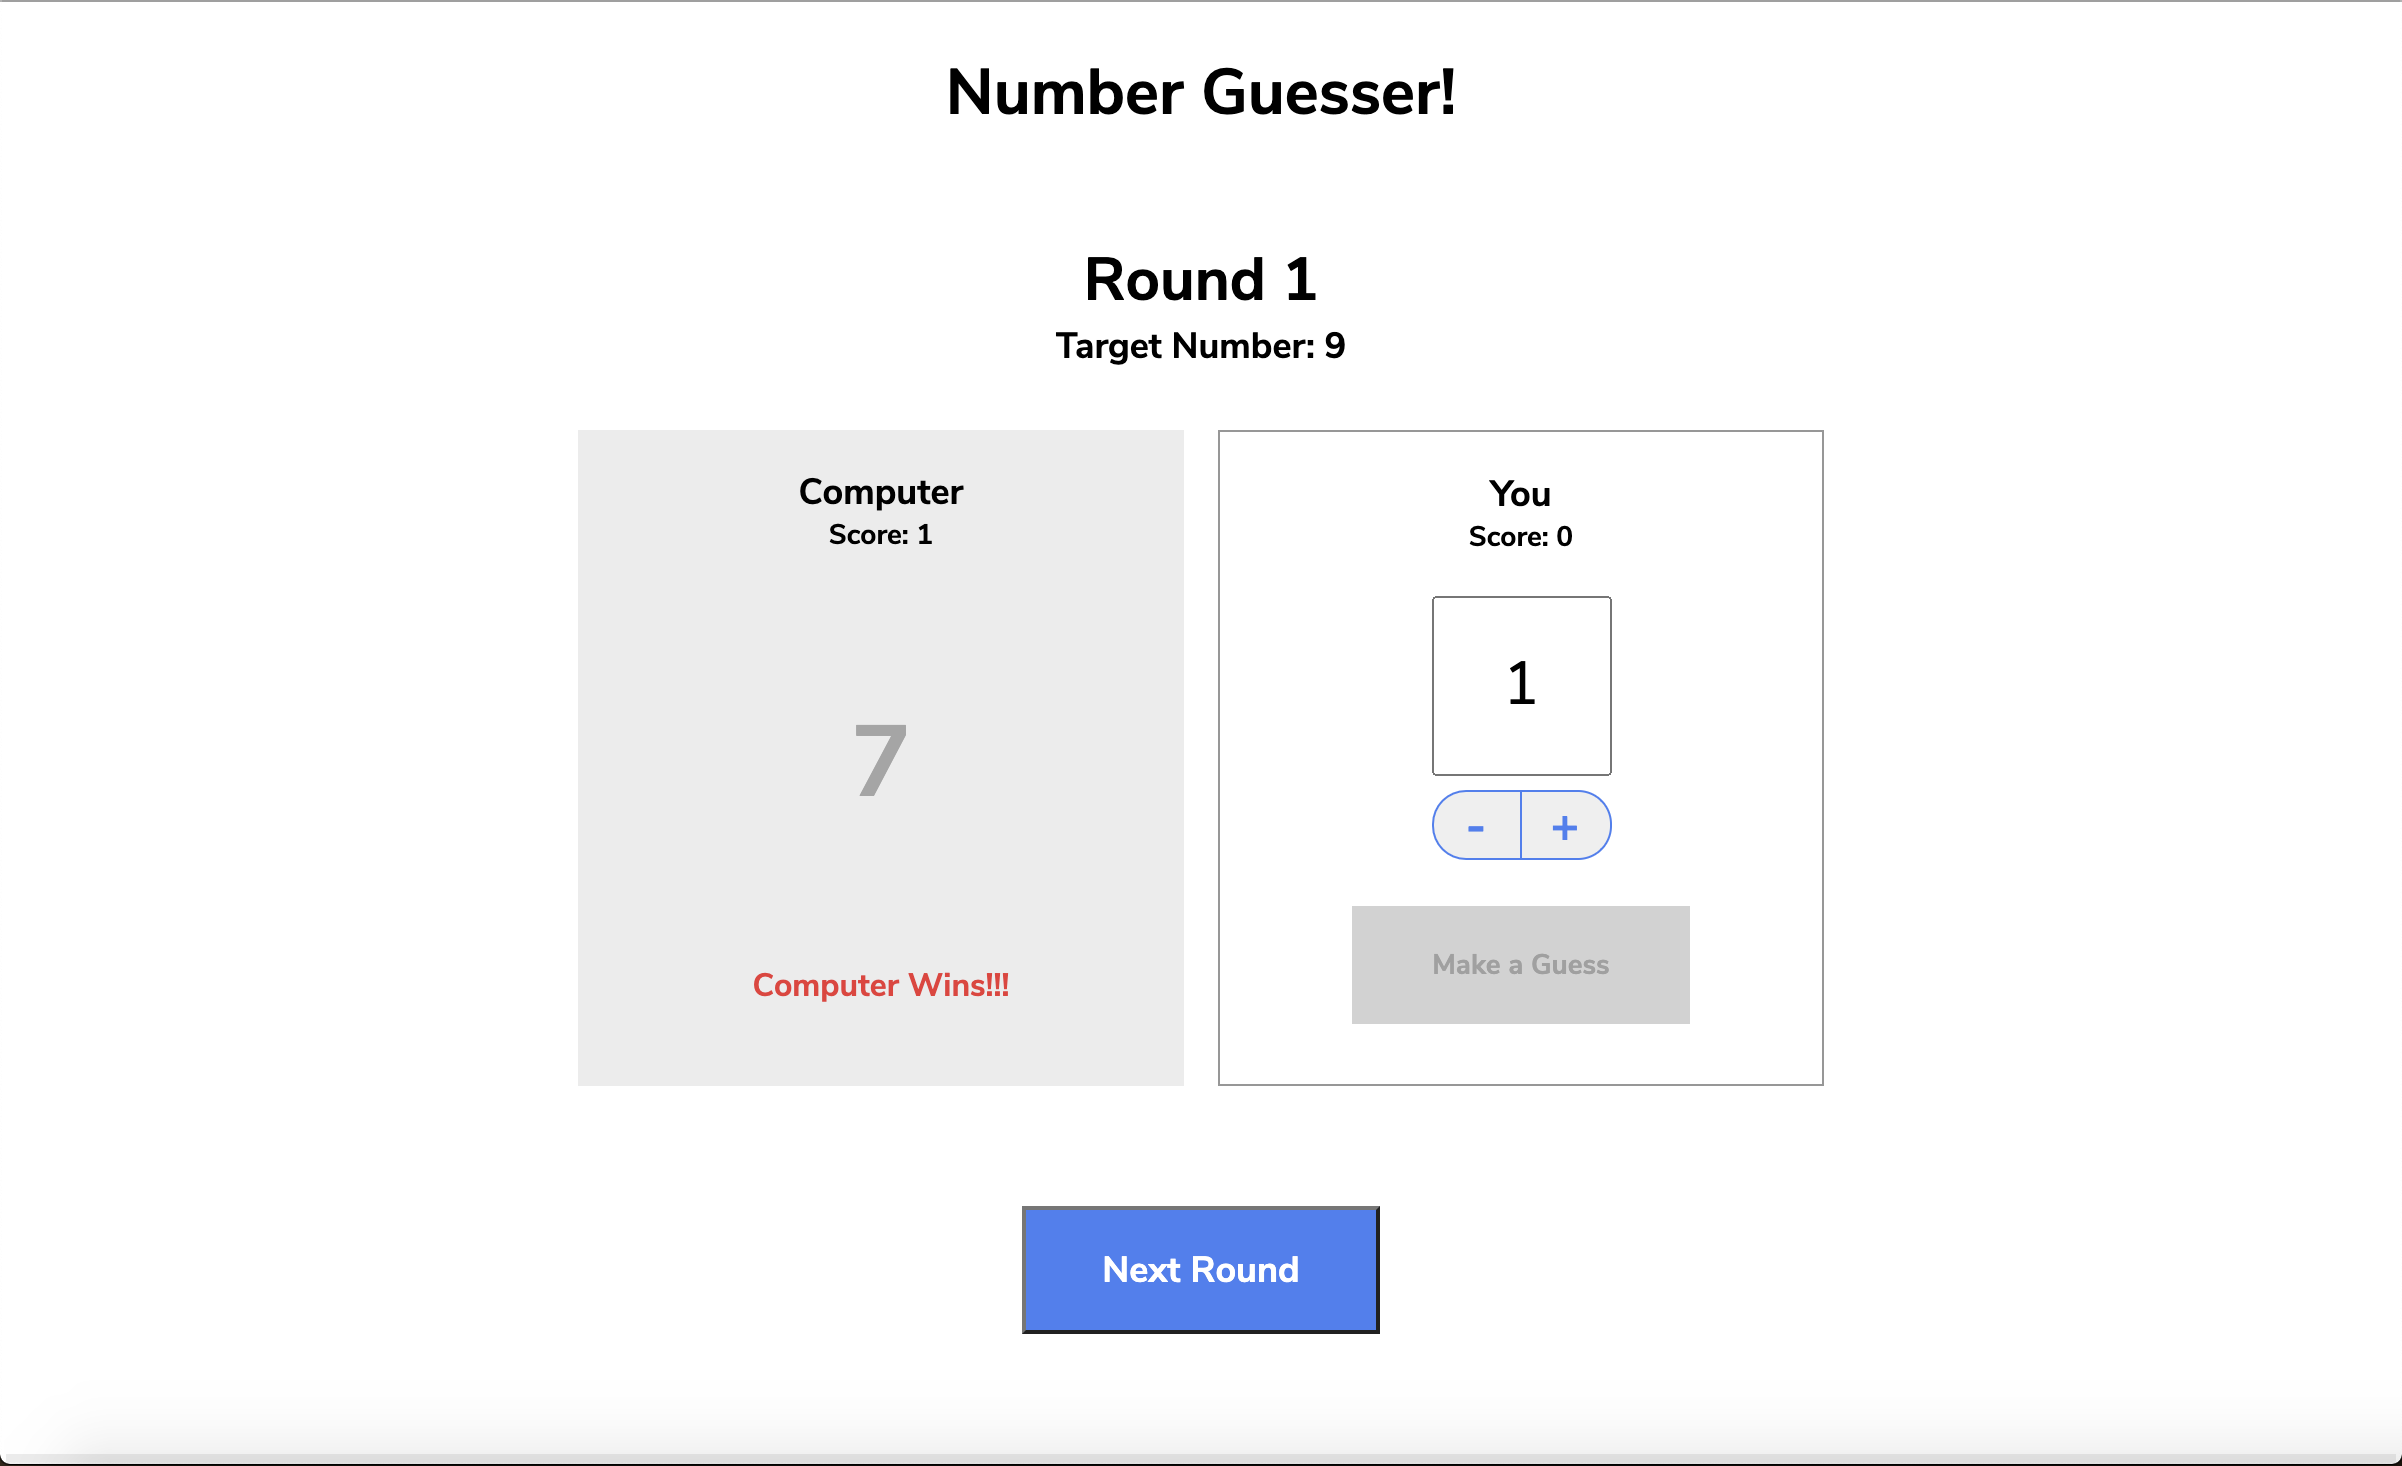 Number Guesser!
Round 1
Target Number: 9
Computer
Score: 1
7
Computer Wins!!!
You
Score: 0
1
- +
Make a Guess
Next Round